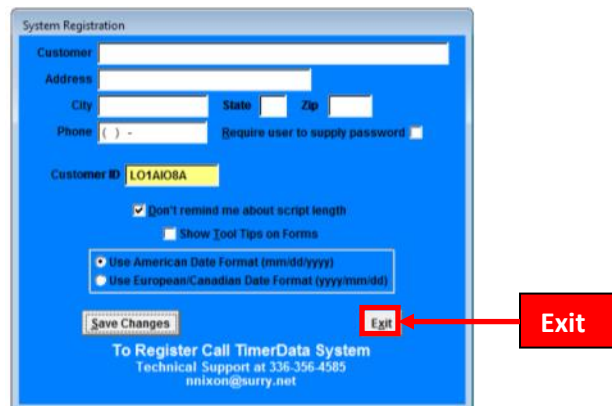 System Registration
Customer
Address
City State Zip
Phone ( ) - Require user to supply password
Customer ID LO1AIO8A
Don't remind me about script length
Show Tool Tips on Forms
Use American Date Format (mm/dd/yyyy)
Use European/Canadian Date Format (yyyy/mm/dd)
Save Changes Exit Exit
To Register Call TimerData System
Technical Support at 336-356-4585
nnixon@surry.net